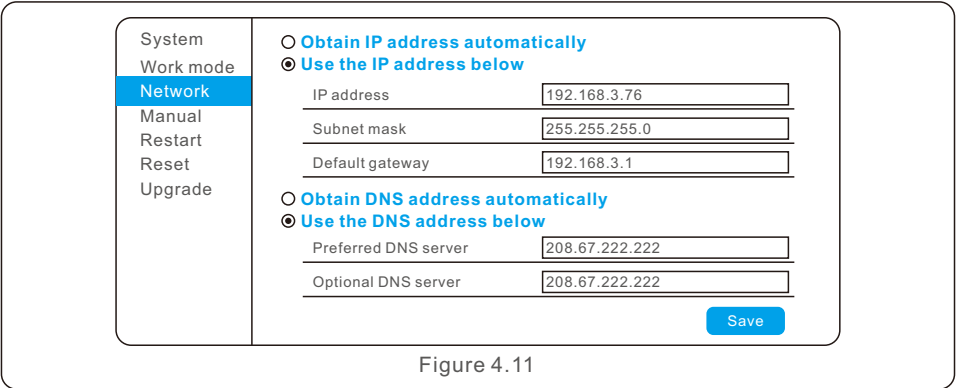 System
Work mode
Network
Manual
Restart
Reset
Upgrade
Obtain IP address automatically
Use the IP address below
IP address 192.168.3.76
Subnet mask 255.255.255.0
Default gateway 192.168.3.1
Obtain DNS address automatically
Use the DNS address below
Preferred DNS server 208.67.222.222
Optional DNS server 208.67.222.222
Save
Figure 4.11